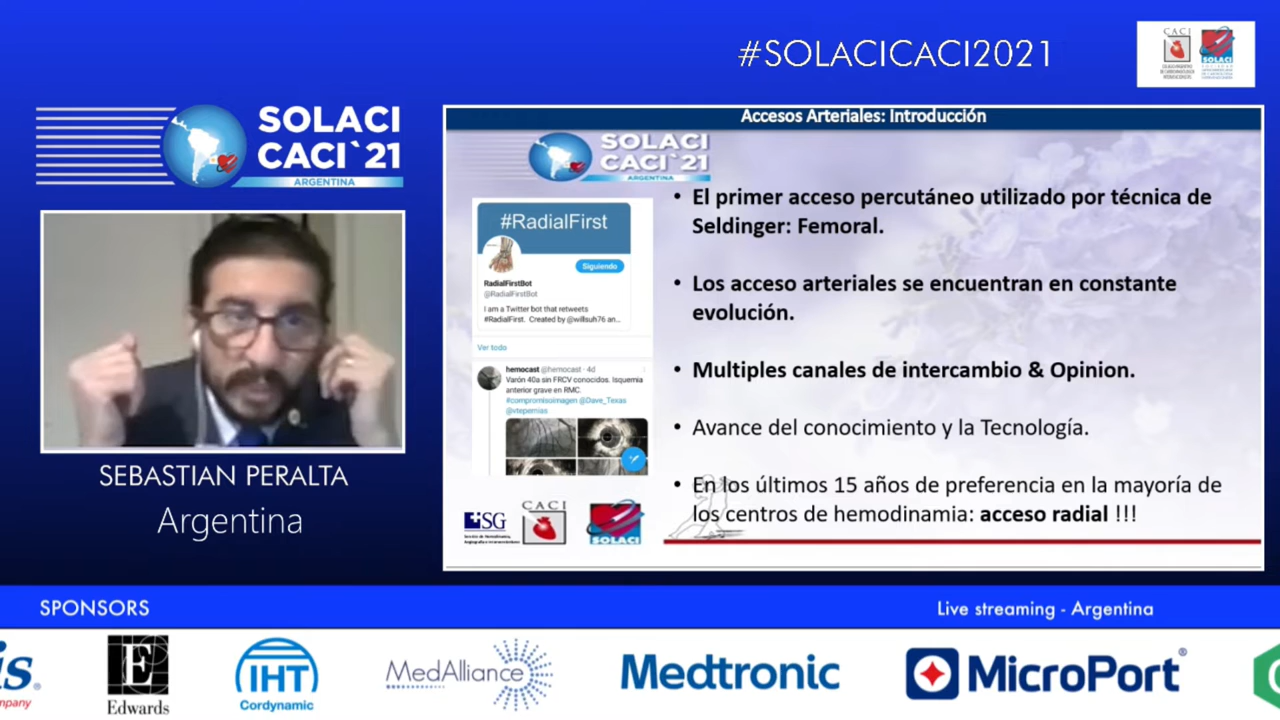 #SOLACICACI2021
CACI
SOLACI
SOLACI
CACI`21
ARGENTINA
SEBASTIAN PERALTA
Argentina
Accesos Arteriales: Introducción
SOLACI
CACI`21
ARGENTINA
#RadialFirst
Siguiendo
RadialFirstBot
@RadialFirstBot
I am a Twitter bot that retweets
#RadialFirst. Created by @willsuh76 an...
Ver todo
hemocast @hemocast · 4d
Varón 40a sin FRCV conocidos. Isquemia
anterior grave en RMC.
#compromisoimagen @Dave_Texas
@vtepernias
• El primer acceso percutáneo utilizado por técnica de
Seldinger: Femoral.
• Los acceso arteriales se encuentran en constante
evolución.
• Multiples canales de intercambio & Opinion.
• Avance del conocimiento y la Tecnología.
• En los últimos 15 años de preferencia en la mayoría de
los centros de hemodinamia: acceso radial !!!
SG
CACI
SOLACI
SPONSORS
Live streaming - Argentina
is
Edwards
IHT
Cordynamic
MedAlliance
Medtronic
MicroPort®